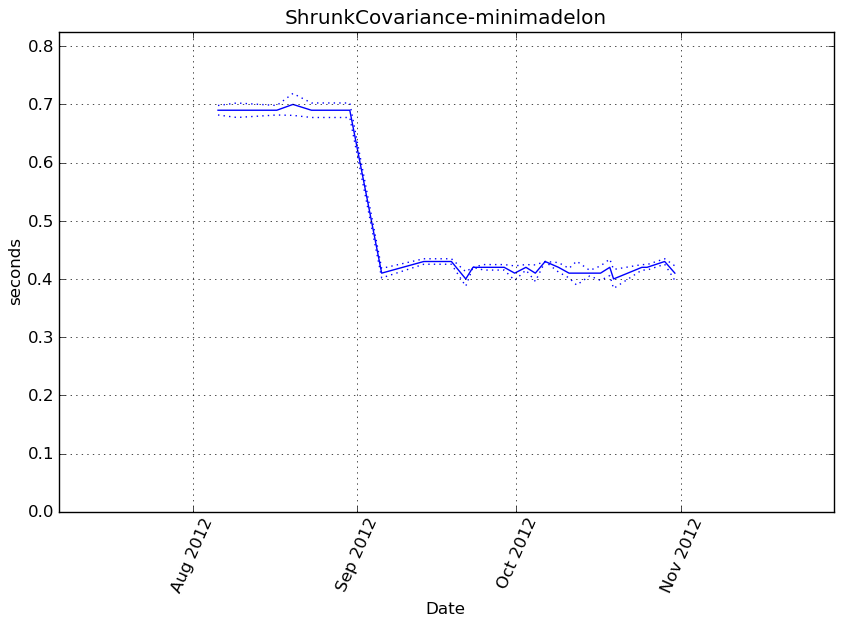 ShrunkCovariance-minimadelon
0.8
0.7
0.6
0.5
0.4
0.3
0.2
0.1
0.0
seconds
Aug 2012
Sep 2012
Oct 2012
Nov 2012
Date